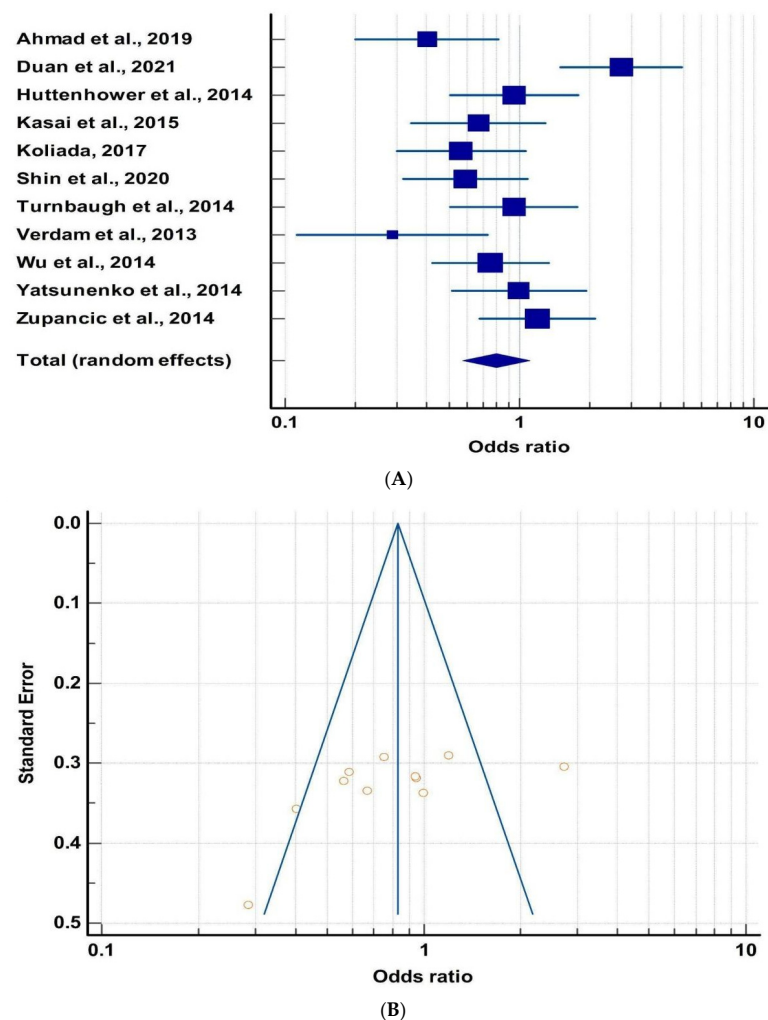 Ahmad et al., 2019
Duan et al., 2021
Huttenhower et al., 2014
Kasai et al., 2015
Koliada, 2017
Shin et al., 2020
Turnbaugh et al., 2014
Verdam et al., 2013
Wu et al., 2014
Yatsunenko et al., 2014
Zupancic et al., 2014
Total (random effects)
0.1 1 10
Odds ratio
(A)
0.0
0.1
0.2
0.3
0.4
0.5
Standard Error
0.1 1 10
Odds ratio
(B)